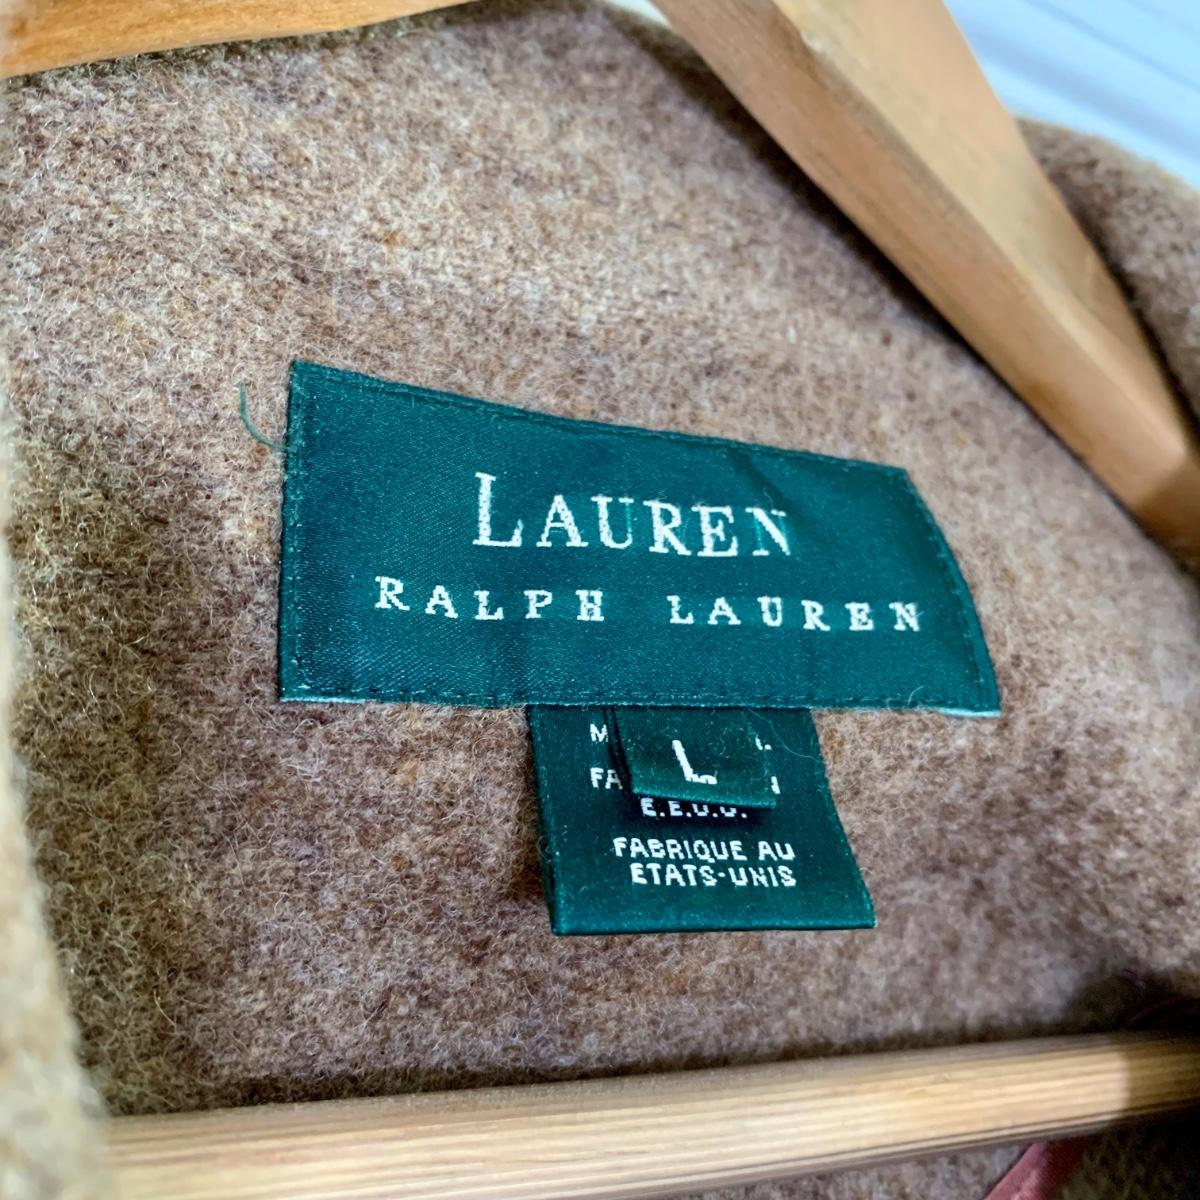 LAUREN
RALPH LAUREN
L
E.E.U.U.
FABRIQUE AU
ETATS-UNIS